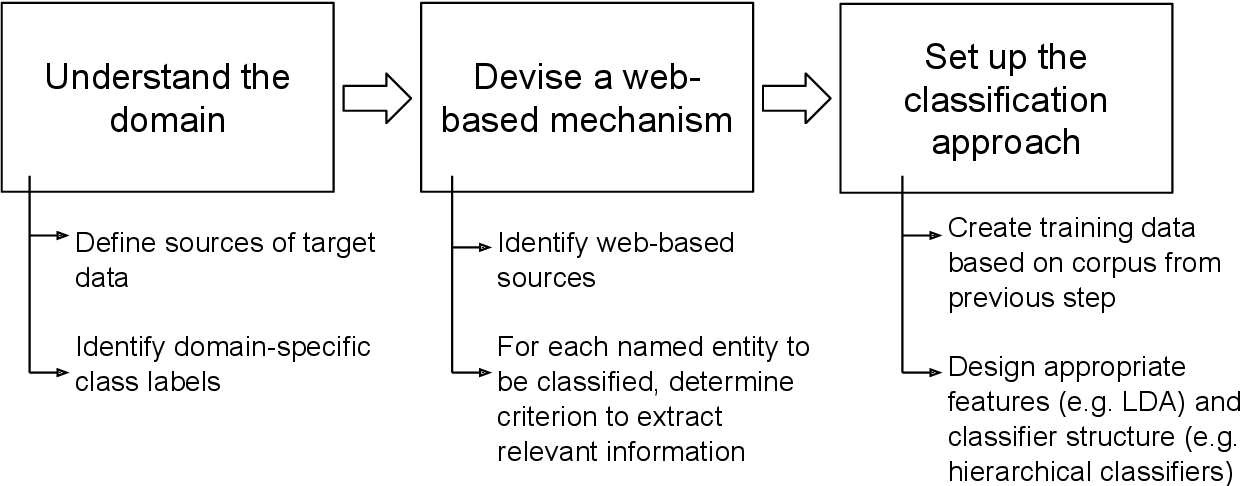 Understand the
domain
Define sources of target
data
Identify domain-specific
class labels
Devise a web-
based mechanism
Identify web-based
sources
For each named entity to
be classified, determine
criterion to extract
relevant information
Set up the
classification
approach
Create training data
based on corpus from
previous step
Design appropriate
features (e.g. LDA) and
classifier structure (e.g.
hierarchical classifiers)